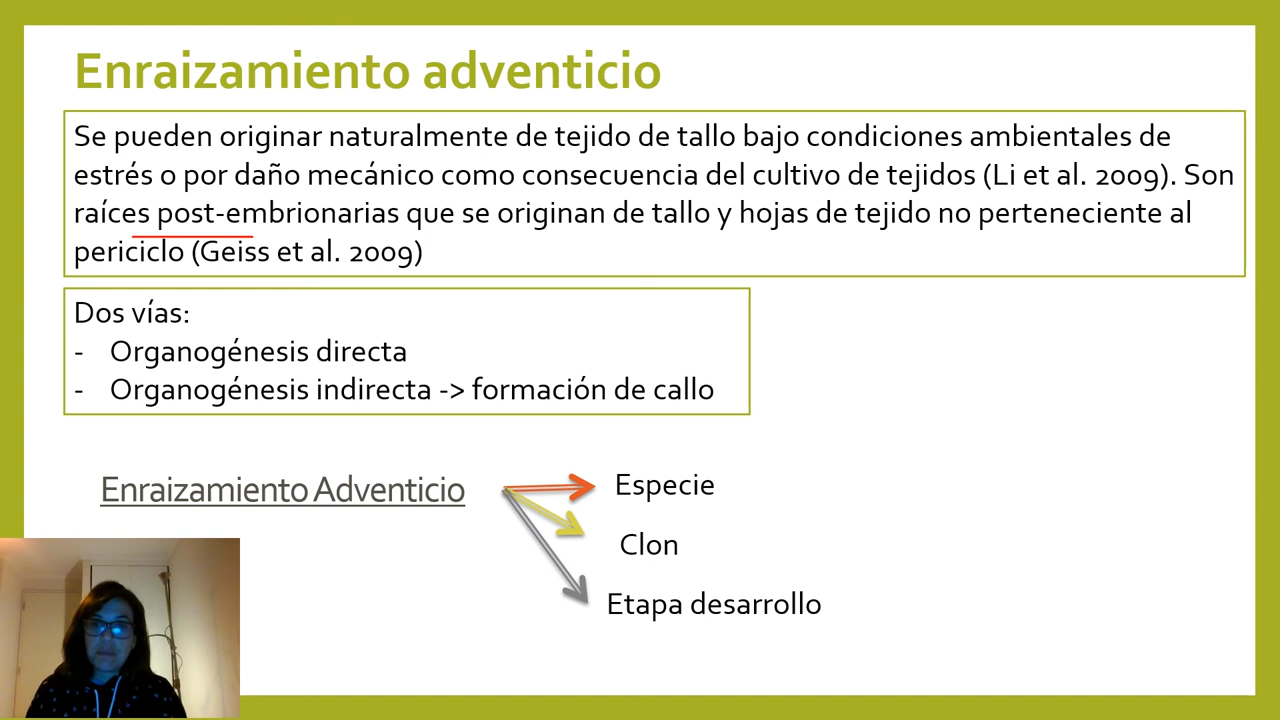 Enraizamiento adventicio
Se pueden originar naturalmente de tejido de tallo bajo condiciones ambientales de
estrés o por daño mecánico como consecuencia del cultivo de tejidos (Li et al. 2009). Son
raíces post-embrionarias que se originan de tallo y hojas de tejido no perteneciente al
periciclo (Geiss et al. 2009)
Dos vías:
- Organogénesis directa
- Organogénesis indirecta -> formación de callo
Enraizamiento Adventicio
Especie
Clon
Etapa desarrollo